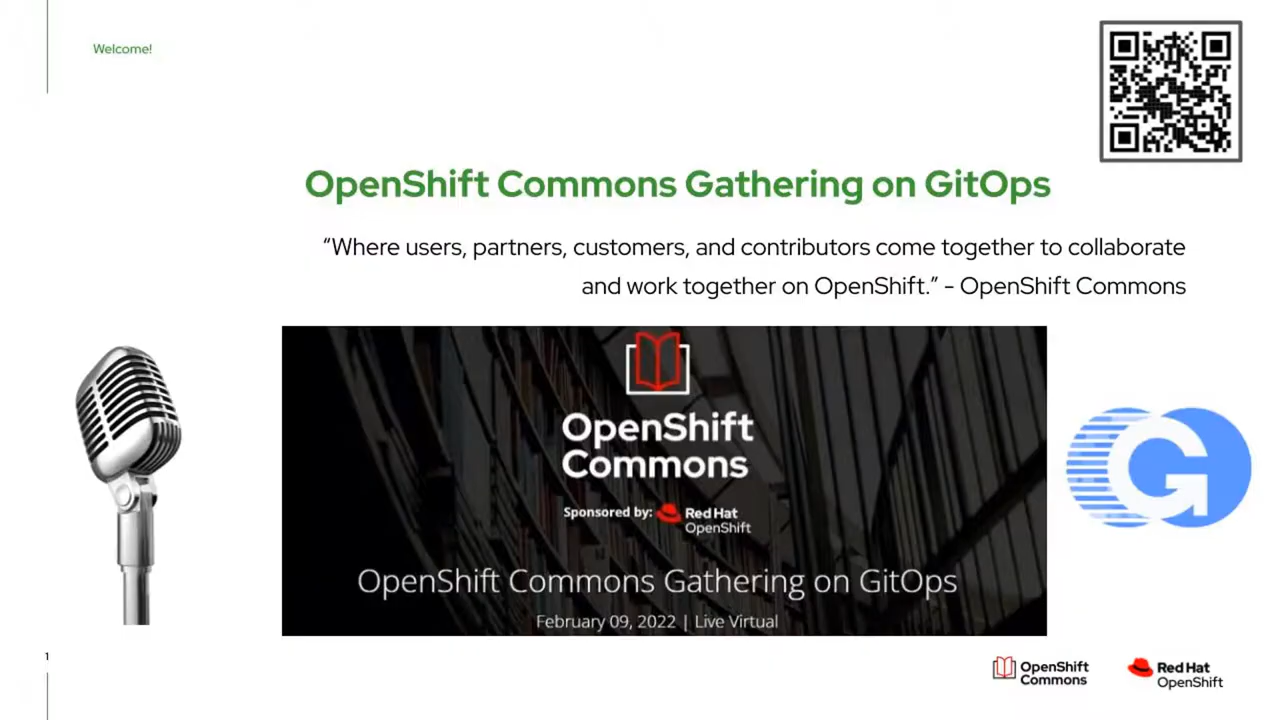 Welcome!
OpenShift Commons Gathering on GitOps
“Where users, partners, customers, and contributors come together to collaborate
and work together on OpenShift.” - OpenShift Commons
OpenShift
Commons
Sponsored by: Red Hat
OpenShift
OpenShift Commons Gathering on GitOps
February 09, 2022 | Live Virtual
G
1
OpenShift
Commons
Red Hat
OpenShift